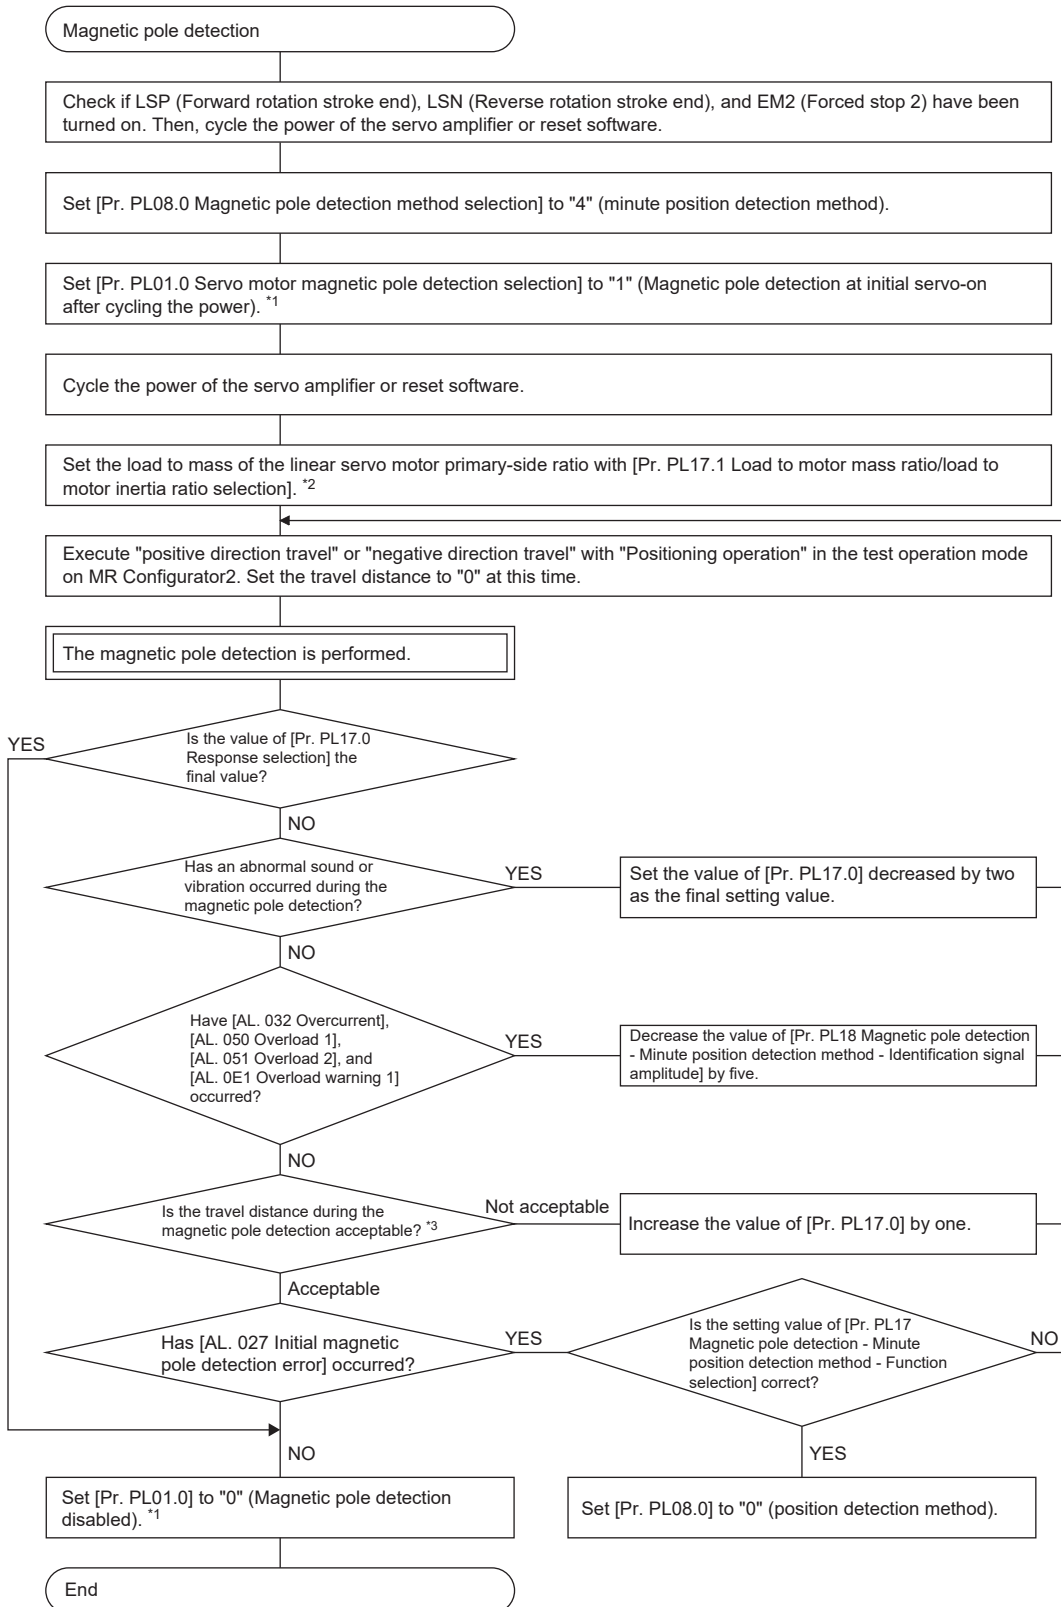 Magnetic pole detection
Check if LSP (Forward rotation stroke end), LSN (Reverse rotation stroke end), and EM2 (Forced stop 2) have been
turned on. Then, cycle the power of the servo amplifier or reset software.
Set [Pr. PL08.0 Magnetic pole detection method selection] to "4" (minute position detection method).
Set [Pr. PL01.0 Servo motor magnetic pole detection selection] to "1" (Magnetic pole detection at initial servo-on
after cycling the power). *1
Cycle the power of the servo amplifier or reset software.
Set the load to mass of the linear servo motor primary-side ratio with [Pr. PL17.1 Load to motor mass ratio/load to
motor inertia ratio selection]. *2
Execute "positive direction travel" or "negative direction travel" with "Positioning operation" in the test operation mode
on MR Configurator2. Set the travel distance to "0" at this time.
The magnetic pole detection is performed.
YES
Is the value of [Pr. PL17.0
Response selection] the
final value?
NO
Has an abnormal sound or
vibration occurred during the
magnetic pole detection?
YES
Set the value of [Pr. PL17.0] decreased by two
as the final setting value.
NO
Have [AL. 032 Overcurrent],
[AL. 050 Overload 1],
[AL. 051 Overload 2], and
[AL. 0E1 Overload warning 1]
occurred?
YES
Decrease the value of [Pr. PL18 Magnetic pole detection
- Minute position detection method - Identification signal
amplitude] by five.
NO
Is the travel distance during the
magnetic pole detection acceptable? *3
Not acceptable
Increase the value of [Pr. PL17.0] by one.
Acceptable
Has [AL. 027 Initial magnetic
pole detection error] occurred?
YES
Is the setting value of [Pr. PL17
Magnetic pole detection - Minute
position detection method - Function
selection] correct?
NO
NO
YES
Set [Pr. PL01.0] to "0" (Magnetic pole detection
disabled). *1
Set [Pr. PL08.0] to "0" (position detection method).
End